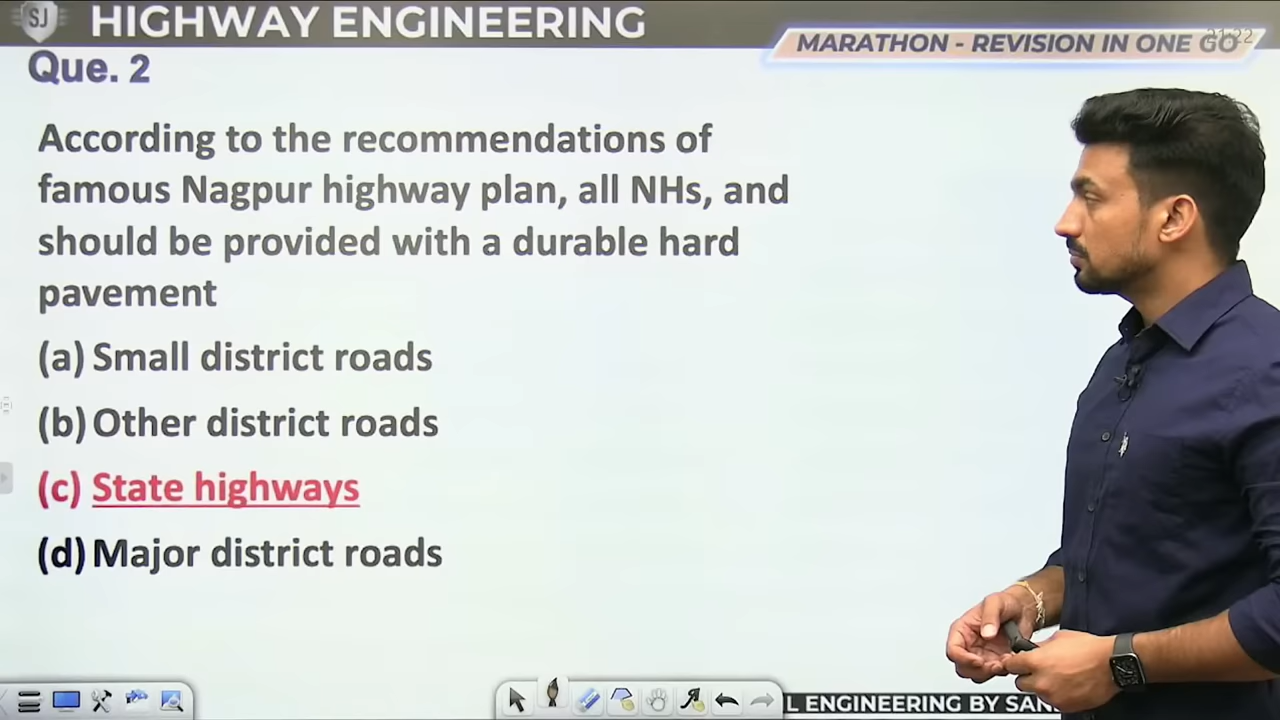 SJ
HIGHWAY ENGINEERING
MARATHON - REVISION IN ONE GO
21:22
Que. 2
According to the recommendations of
famous Nagpur highway plan, all NHs, and
should be provided with a durable hard
pavement
(a) Small district roads
(b) Other district roads
(c) State highways
(d) Major district roads
L ENGINEERING BY SAN